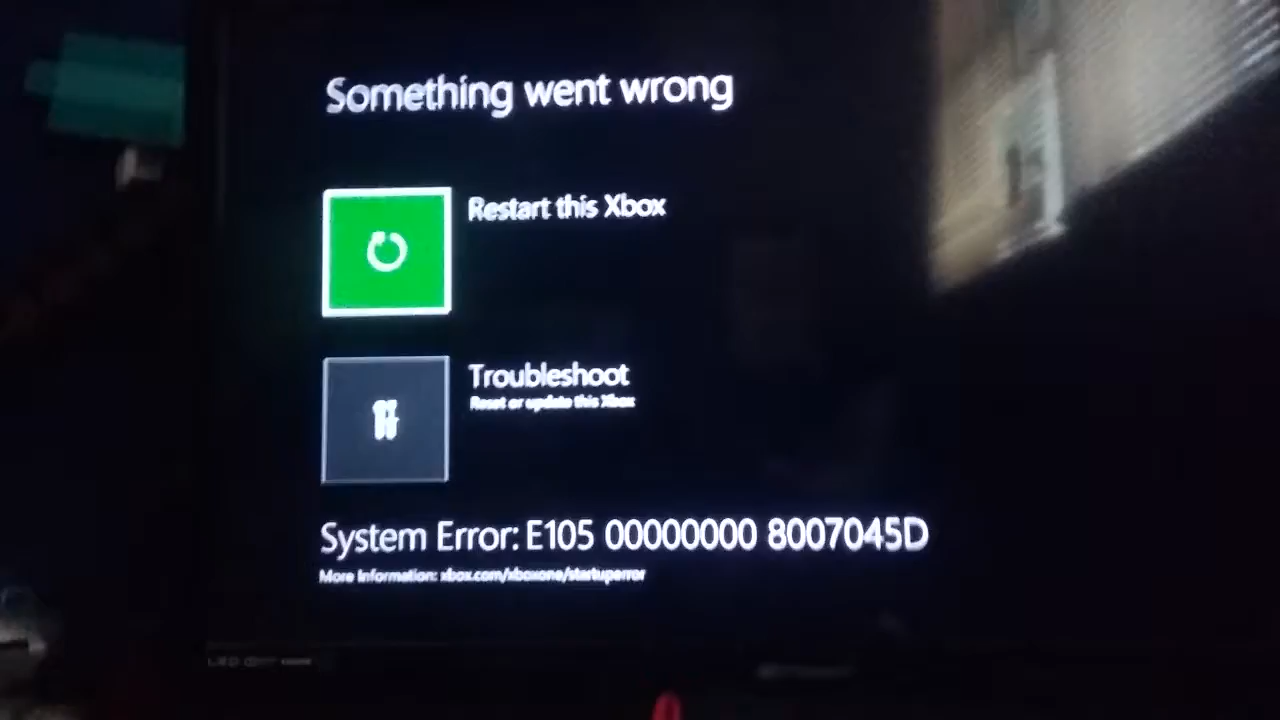 Something went wrong
Restart this Xbox
Troubleshoot
Reset or update this Xbox
System Error: E105 00000000 8007045D
More Information: xbox.com/xboxone/startuperror